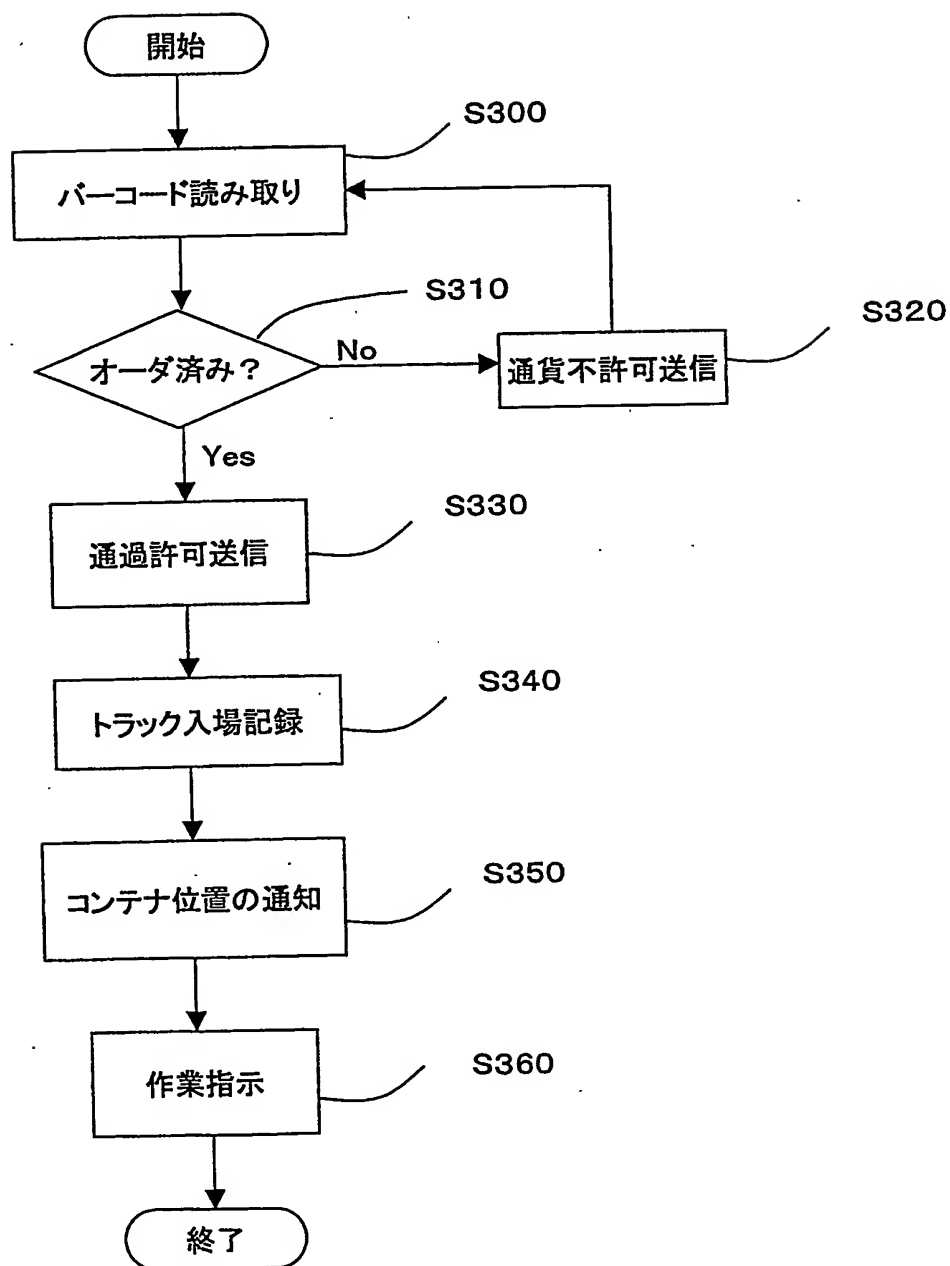 開始
S300
バーコード読み取り
S310
オーダ済み?
No
S320
通貨不許可送信
Yes
S330
通過許可送信
S340
トラック入場記録
S350
コンテナ位置の通知
S360
作業指示
終了